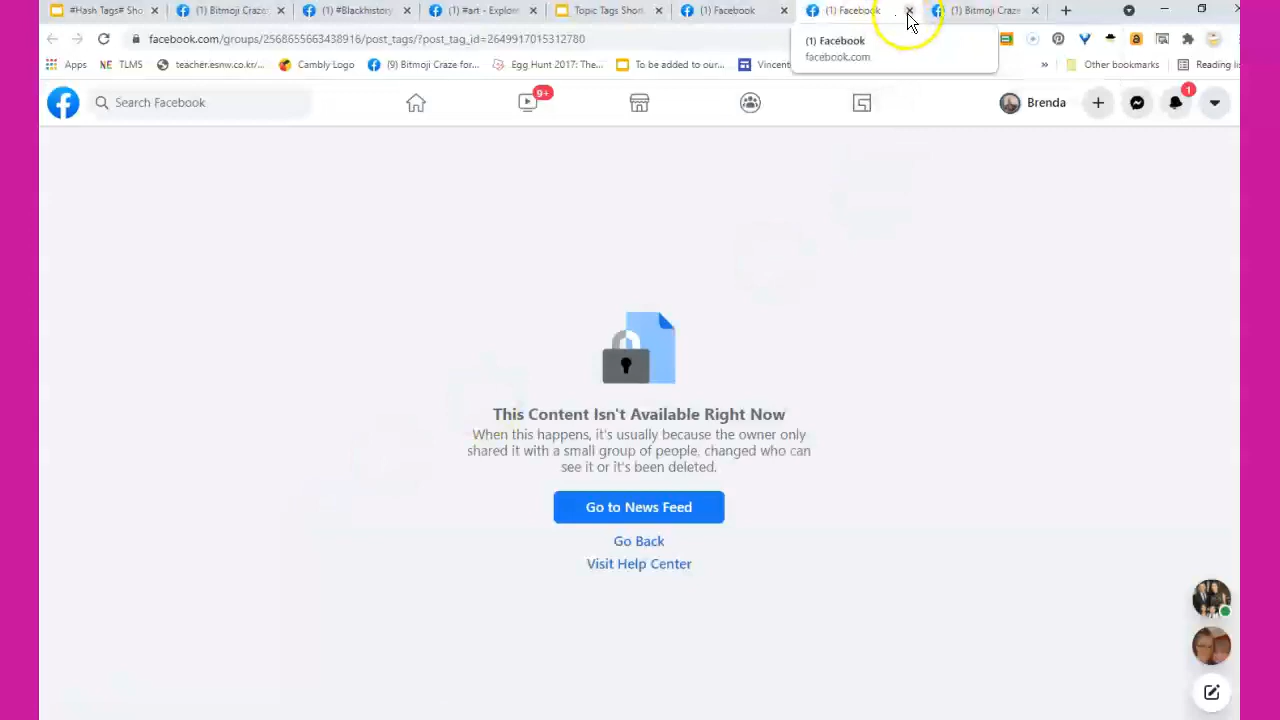 #Hash Tags# Sho
(1) Bitmoji Craze
(1) #Blackhistory
(1) #art - Explore
Topic Tags Shor
(1) Facebook
(1) Facebook
(1) Bitmoji Craze
facebook.com/groups/256865663438916/post_tags/?post_tag_id=2649917015312780
(1) Facebook
facebook.com
Apps
NE
TLMS
teacher.esnw.co.kr/...
Cambly Logo
(9) Bitmoji Craze for...
Egg Hunt 2017: The...
To be added to our...
Vincent
»
Other bookmarks
Reading lis
Search Facebook
9+
Brenda
1
This Content Isn't Available Right Now
When this happens, it's usually because the owner only
shared it with a small group of people, changed who can
see it or it's been deleted.
Go to News Feed
Go Back
Visit Help Center